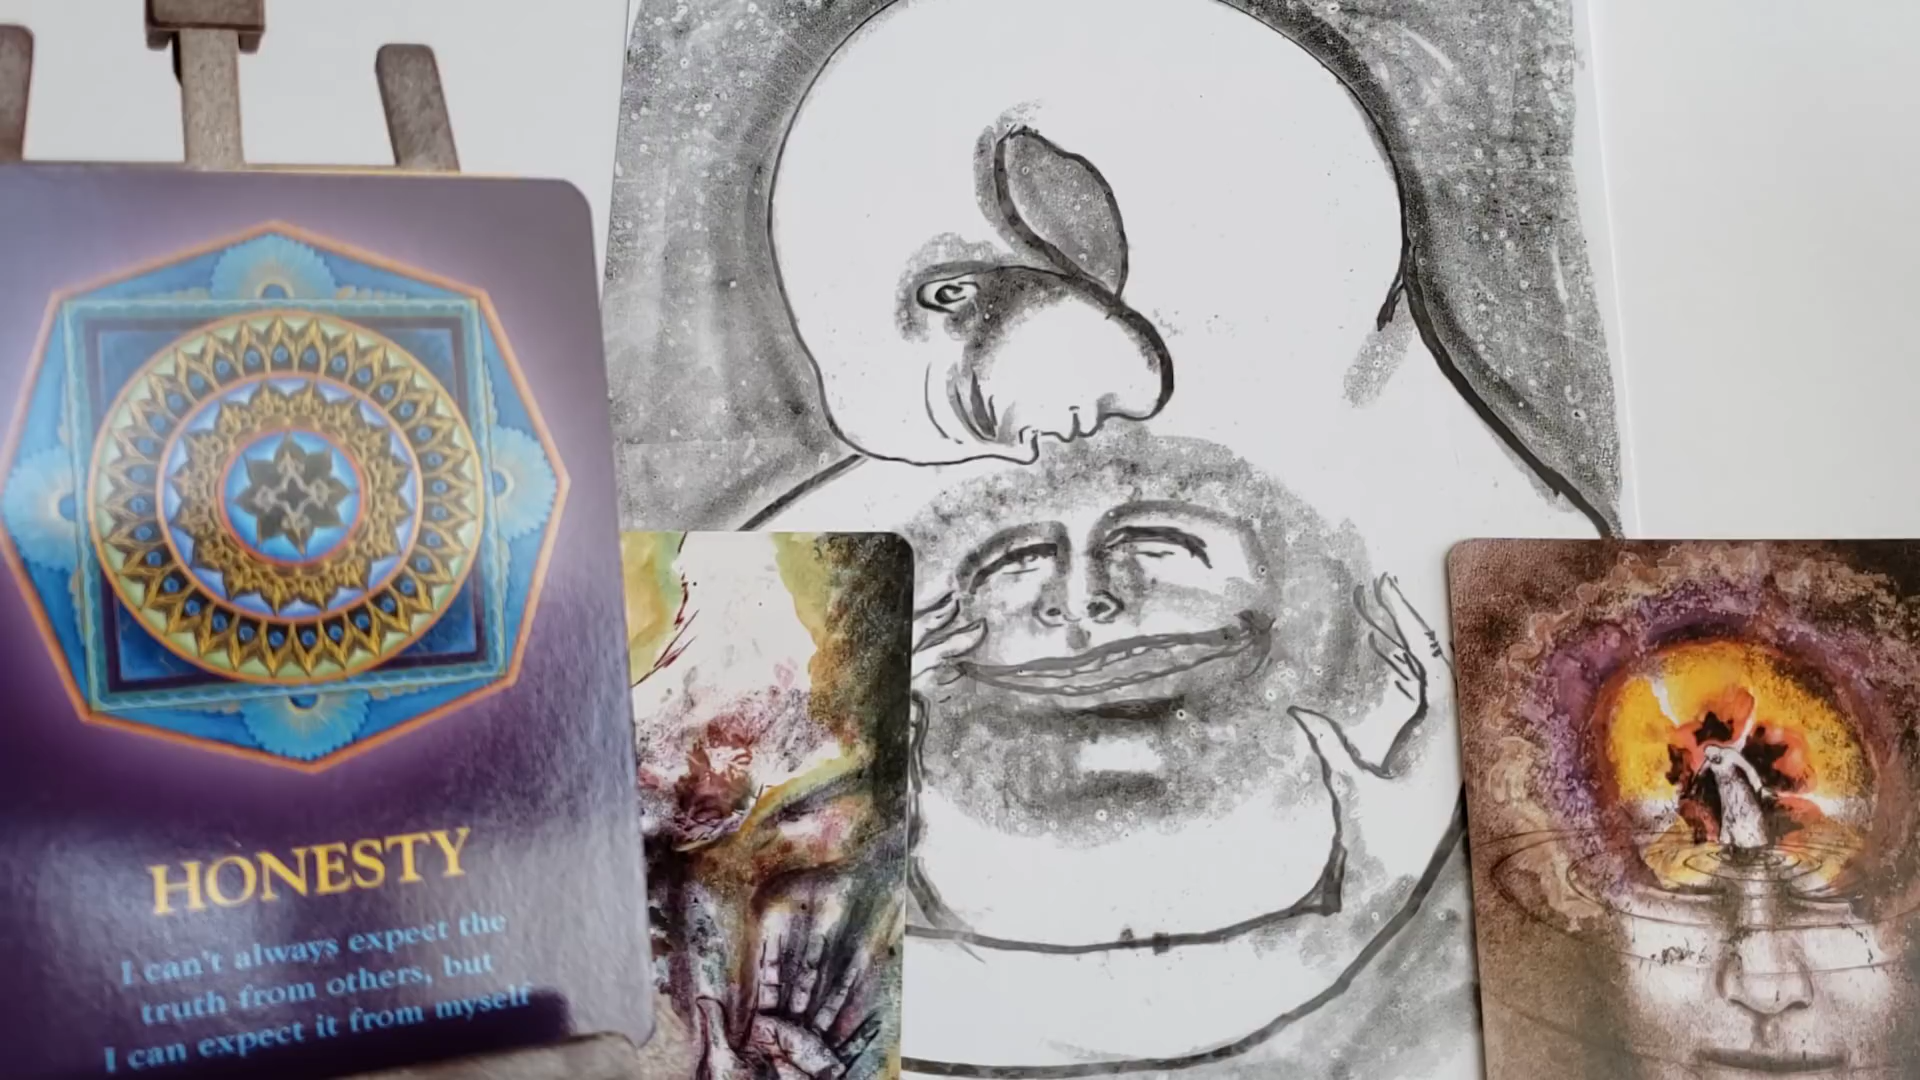 HONESTY
I can't always expect the
truth from others, but
I can expect it from myself